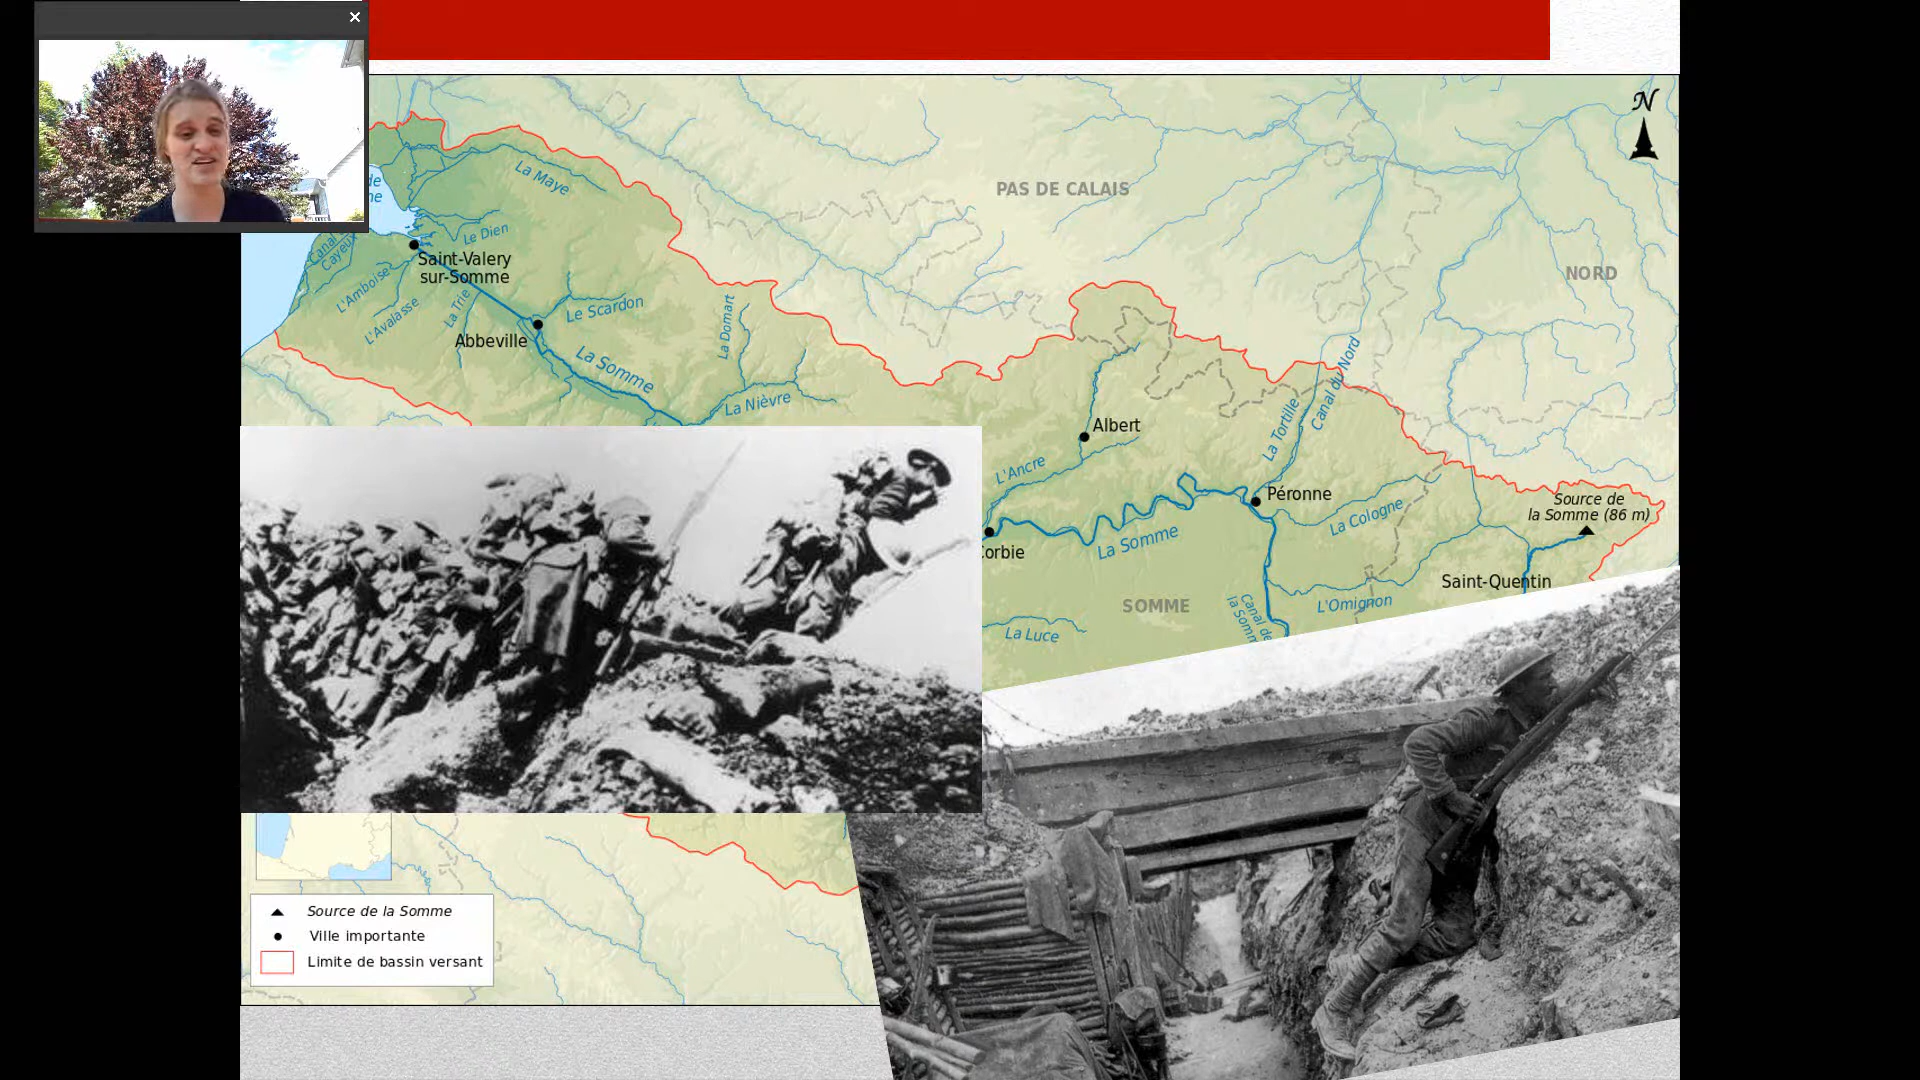 N
PAS DE CALAIS
NORD
La Maye
Le Dien
Canal
Cayeux
Saint-Valery
sur-Somme
L'Amboise
L'Avalasse
La Trie
Le Scardon
Abbeville
La Somme
La Domart
La Nièvre
Albert
L'Ancre
La Tortille
Canal du Nord
Péronne
La Cologne
Source de
la Somme (86 m)
La Somme
Corbie
Saint-Quentin
SOMME
L'Omignon
Canal de
la Somme
La Luce
Source de la Somme
Ville importante
Limite de bassin versant